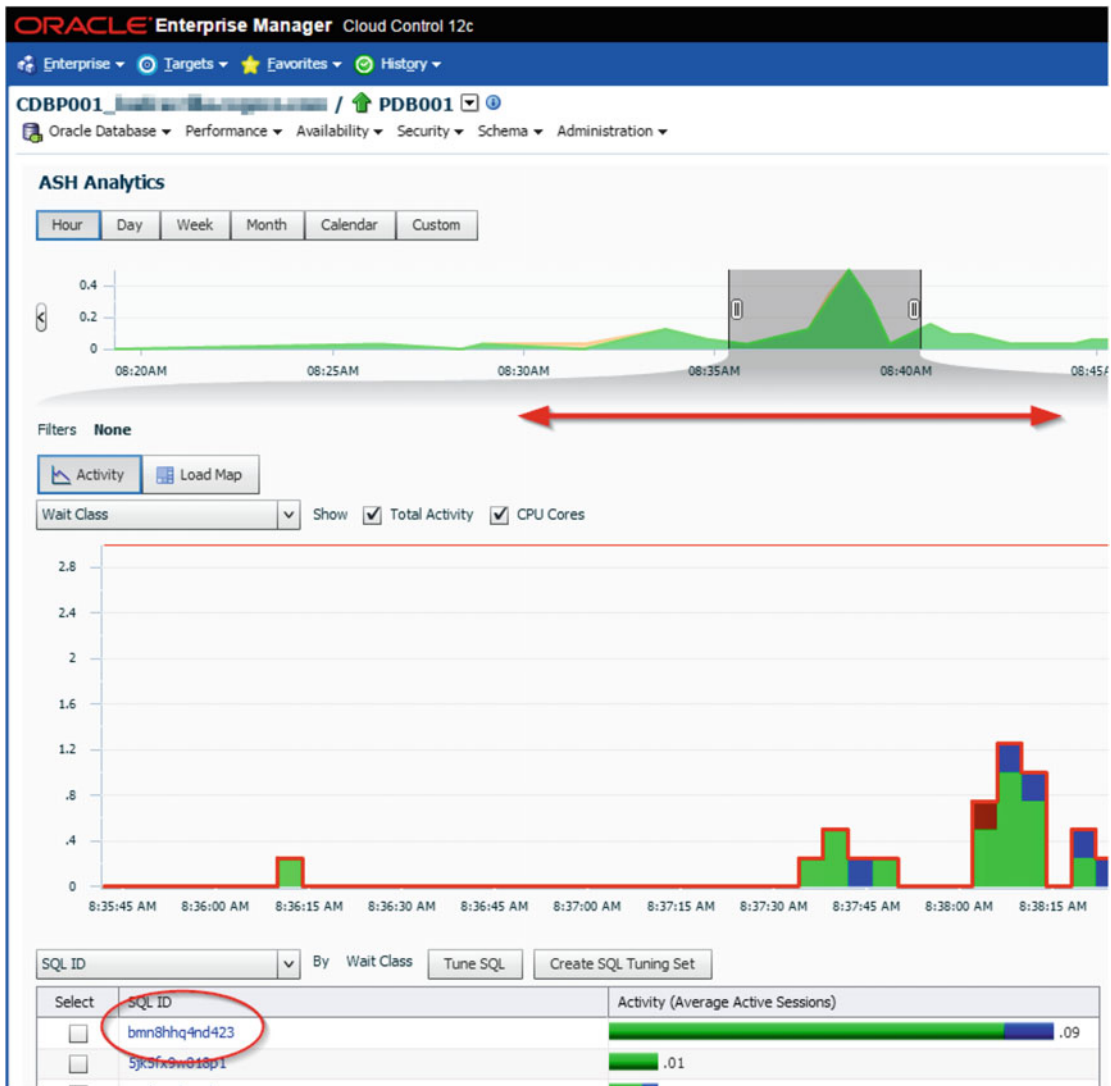 ORACLE Enterprise Manager Cloud Control 12c
Enterprise Targets Favorites History
CDBP001_ / PDB001
Oracle Database Performance Availability Security Schema Administration
ASH Analytics
Hour Day Week Month Calendar Custom
0.4
0.2
0
08:20AM 08:25AM 08:30AM 08:35AM 08:40AM
Filters None
Activity Load Map
Wait Class Show Total Activity CPU Cores
2.8
2.4
2
1.6
1.2
.8
.4
0
8:35:45 AM 8:36:00 AM 8:36:15 AM 8:36:30 AM 8:36:45 AM 8:37:00 AM 8:37:15 AM 8:37:30 AM 8:37:45 AM 8:38:00 AM 8:38:15 AM
SQL ID By Wait Class Tune SQL Create SQL Tuning Set
Select SQL ID Activity (Average Active Sessions)
bmn8hhq4nd423 .09
.01